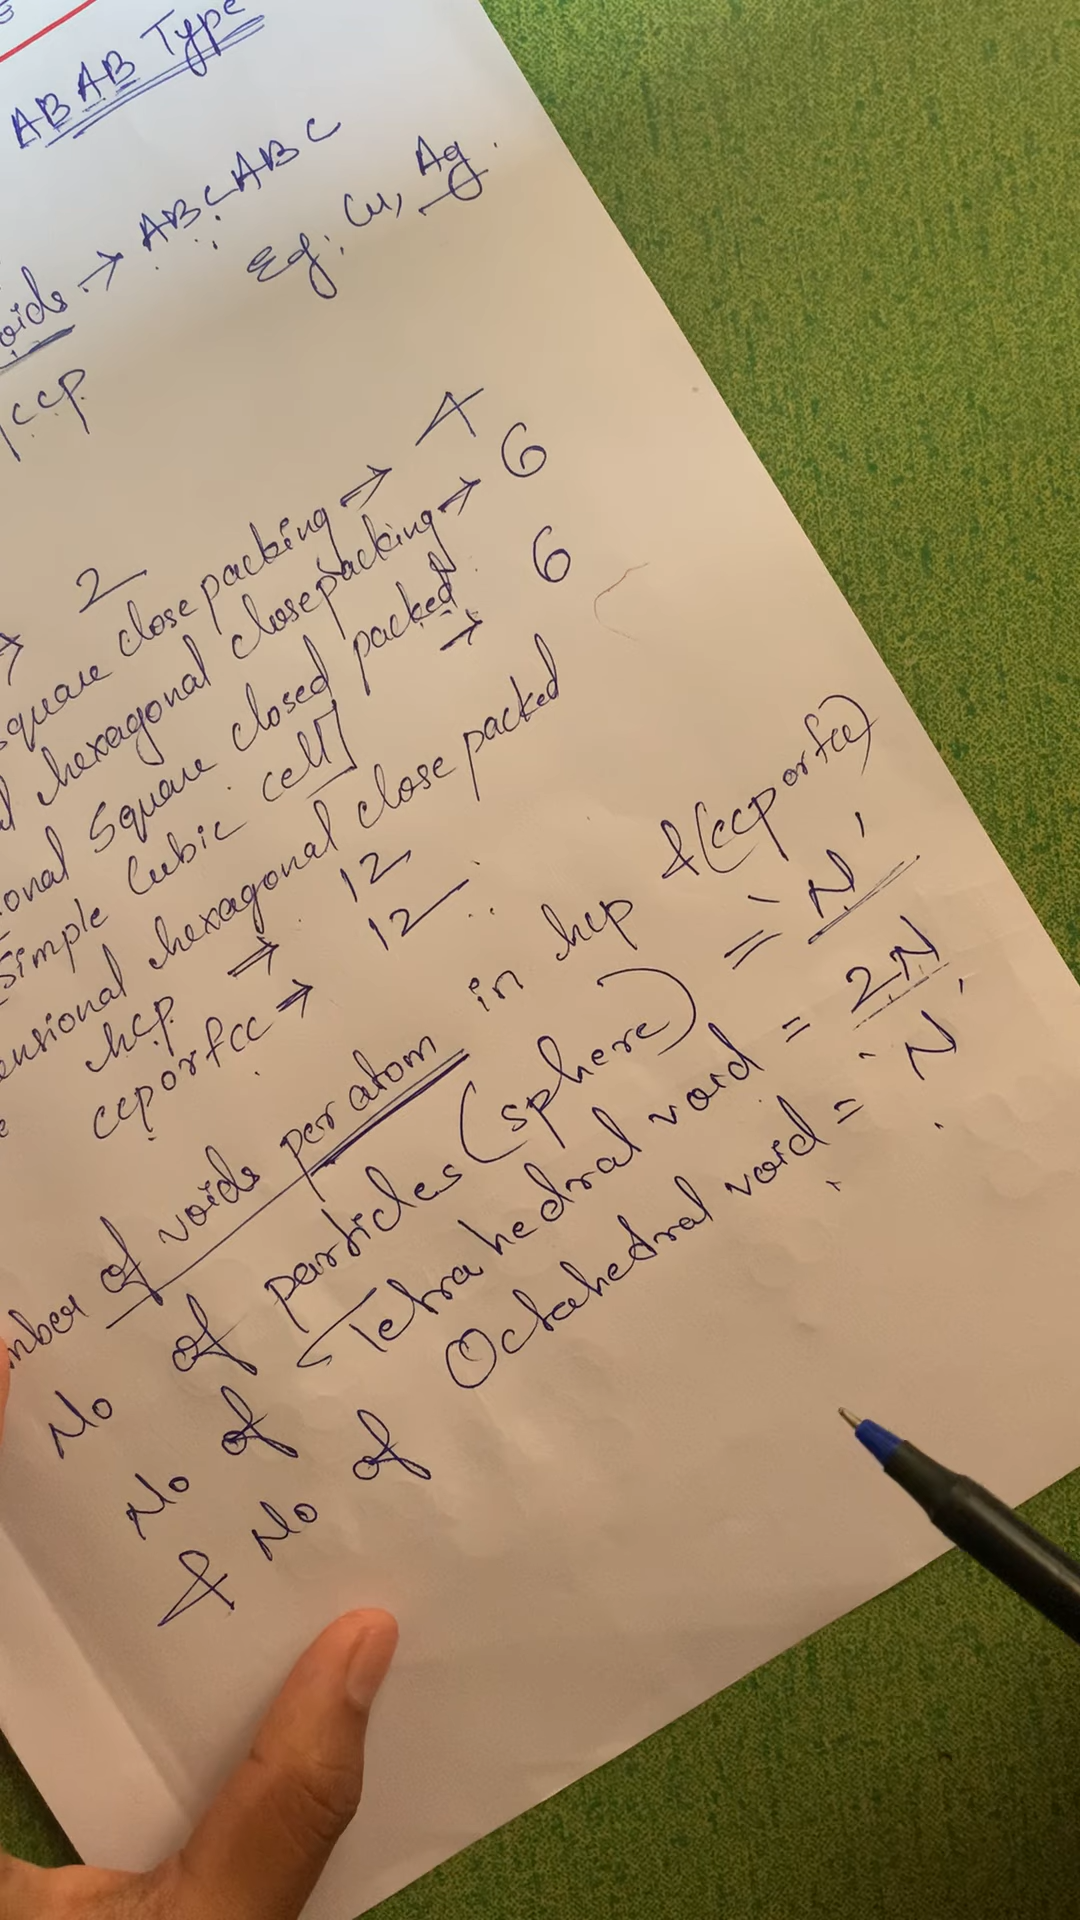 ABAB Type
→ ABCABC
Eg: Cu, Ag.
ccp
→ 2
square close packing → 4
hexagonal close packing → 6
Square closed packed → 6
Simple Cubic cell]
hexagonal close packed
hcp ⇒ 12
ccp or fcc ⇒ 12
of voids per atom in hcp & (ccp or fcc)
No of particles (sphere) = N
No of Tetrahedral void = 2N
& No of Octahedral void = N